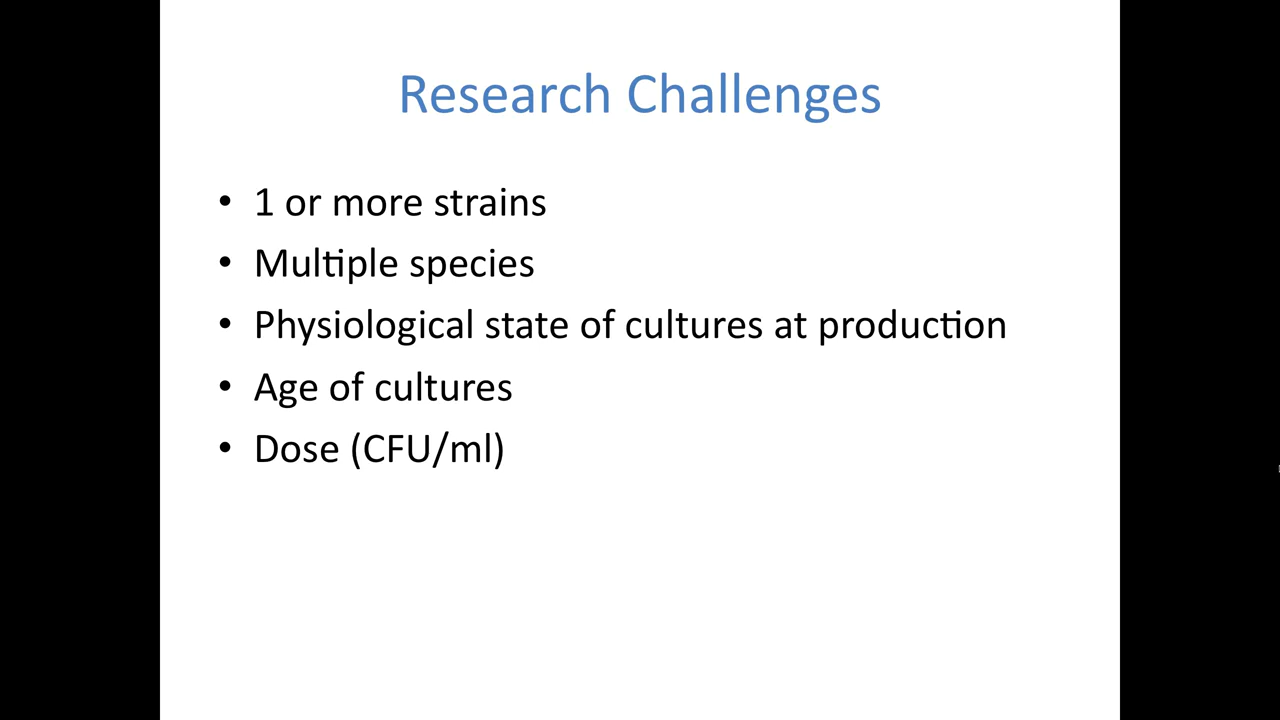 Research Challenges
• 1 or more strains
• Multiple species
• Physiological state of cultures at production
• Age of cultures
• Dose (CFU/ml)